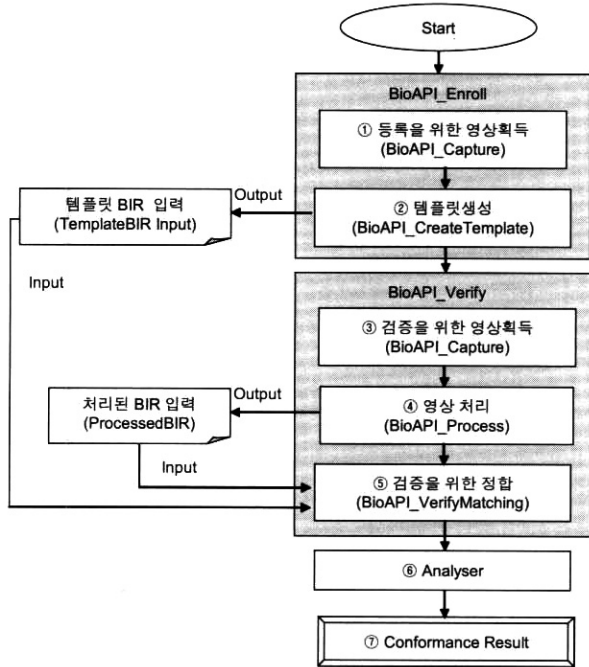 Start
BioAPI_Enroll
① 등록을 위한 영상획득
(BioAPI_Capture)
Output
템플릿 BIR 입력
(TemplateBIR Input)
② 템플릿생성
(BioAPI_CreateTemplate)
Input
BioAPI_Verify
③ 검증을 위한 영상획득
(BioAPI_Capture)
Output
처리된 BIR 입력
(ProcessedBIR)
④ 영상 처리
(BioAPI_Process)
Input
⑤ 검증을 위한 정합
(BioAPI_VerifyMatching)
⑥ Analyser
⑦ Conformance Result